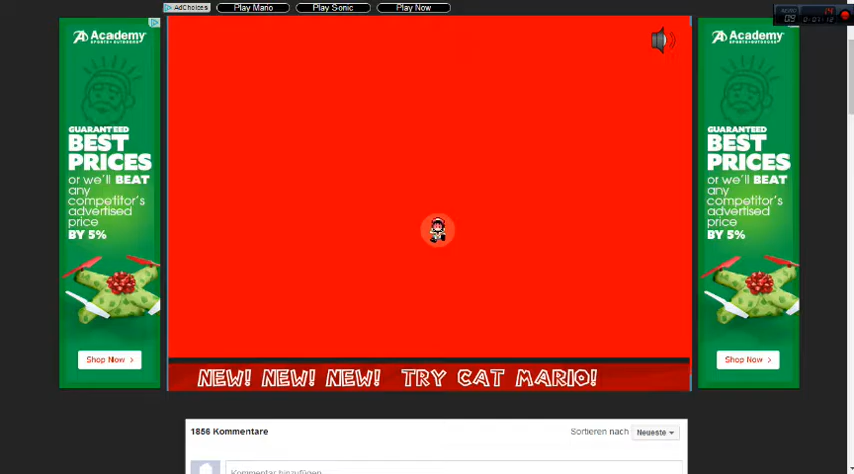 AdChoices
Play Mario
Play Sonic
Play Now
Academy
SPORTS+OUTDOORS
GUARANTEED
BEST
PRICES
or we'll BEAT
any
competitor's
advertised
price
BY 5%
Shop Now >
NEW! NEW! NEW! TRY CAT MARIO!
Academy
SPORTS+OUTDOORS
GUARANTEED
BEST
PRICES
or we'll BEAT
any
competitor's
advertised
price
BY 5%
Shop Now >
1856 Kommentare
Sortieren nach
Neueste
Kommentar hinzufügen